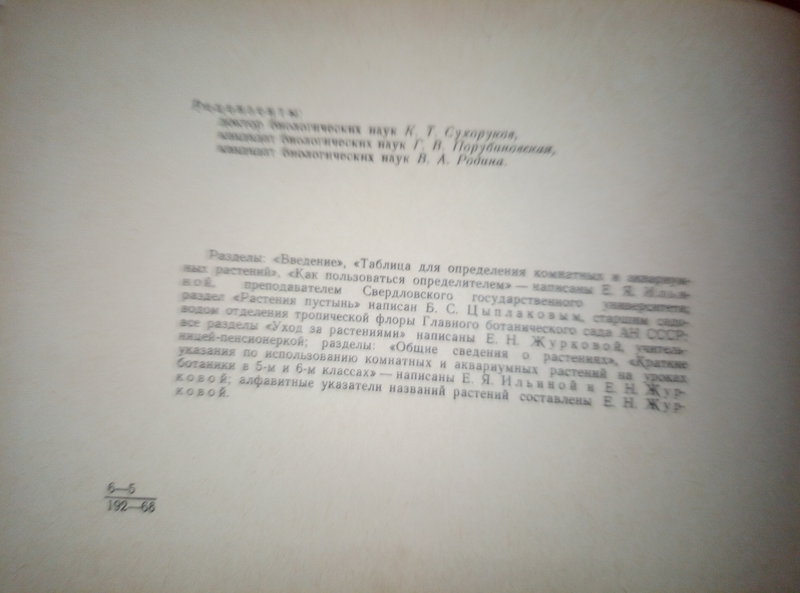 Рецензенты:
доктор биологических наук К. Т. Сухоруков,
кандидат биологических наук Г. В. Порубиновская,
кандидат биологических наук В. А. Родина.
Разделы: «Введение», «Таблица для определения комнатных и аквариум-
ных растений», «Как пользоваться определителем» — написаны Е. Я. Ильи-
ной, преподавателем Свердловского государственного университета;
раздел «Растения пустынь» написан Б. С. Цыплаковым, старшим садо-
водом отделения тропической флоры Главного ботанического сада АН СССР;
все разделы «Уход за растениями» написаны Е. Н. Журковой, учитель-
ницей-пенсионеркой; разделы: «Общие сведения о растениях», «Краткие
указания по использованию комнатных и аквариумных растений на уроках
ботаники в 5-м и 6-м классах» — написаны Е. Я. Ильиной и Е. Н. Жур-
ковой; алфавитные указатели названий растений составлены Е. Н. Жур-
ковой.
6—5
192—68